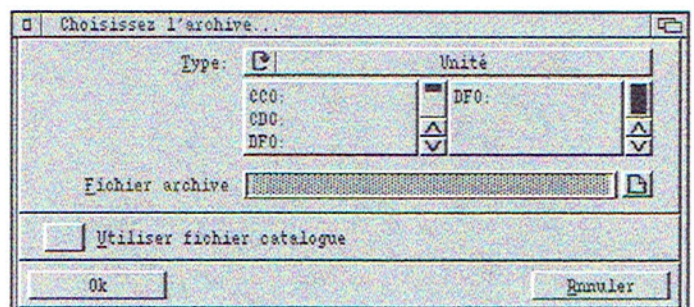 Choisissez l'archive...
Type: Unité
CC0: DF0:
CD0:
DF0:
Fichier archive
Utiliser fichier catalogue
Ok Annuler